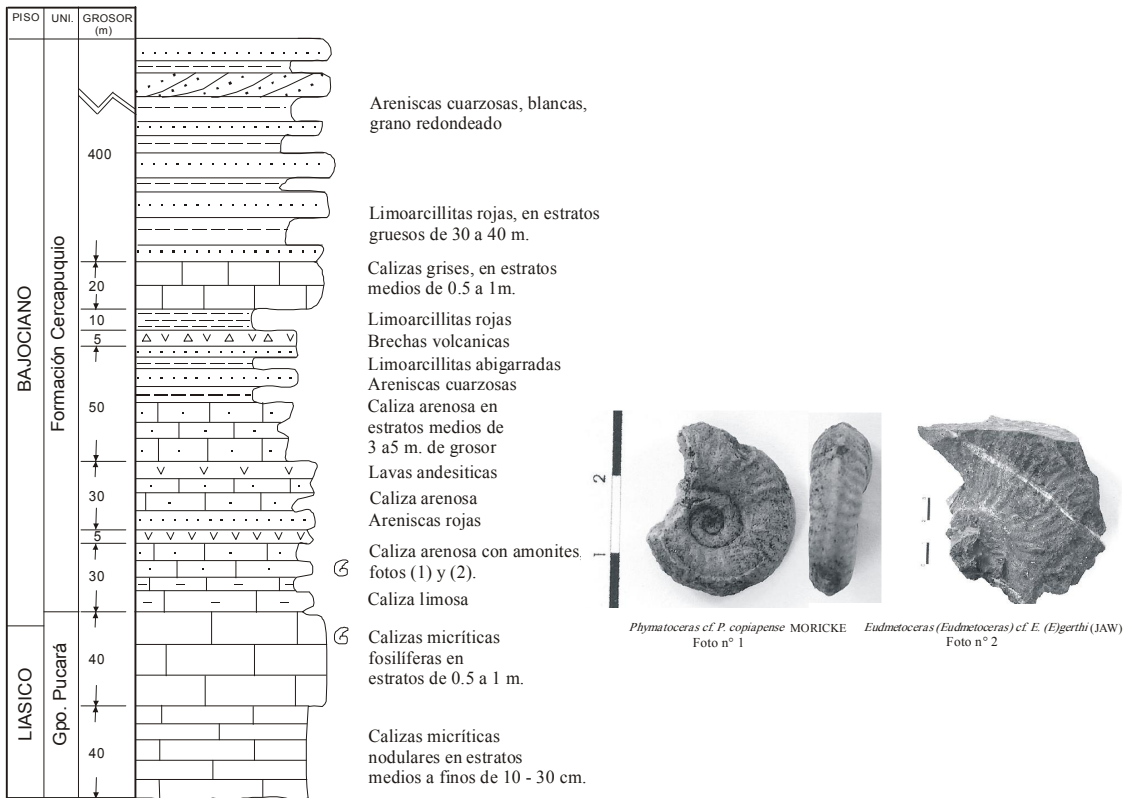 PISO UNI. GROSOR
(m)
BAJOCIANO
LIASICO
Formación Cercapuquio
Gpo. Pucará
400
20
10
5
50
30
5
30
40
40
Areniscas cuarzosas, blancas,
grano redondeado
Limoarcillitas rojas, en estratos
gruesos de 30 a 40 m.
Calizas grises, en estratos
medios de 0.5 a 1m.
Limoarcillitas rojas
Brechas volcanicas
Limoarcillitas abigarradas
Areniscas cuarzosas
Caliza arenosa en
estratos medios de
3 a5 m. de grosor
Lavas andesiticas
Caliza arenosa
Areniscas rojas
Caliza arenosa con amonites
fotos (1) y (2).
Caliza limosa
Calizas micríticas
fosilíferas en
estratos de 0.5 a 1 m.
Calizas micríticas
nodulares en estratos
medios a finos de 10 - 30 cm.
2
1
Phymatoceras cf. P. copiapense MORICKE
Foto n° 1
Eudmetoceras (Eudmetoceras) cf. E. (E)gerthi (JAW)
Foto n° 2